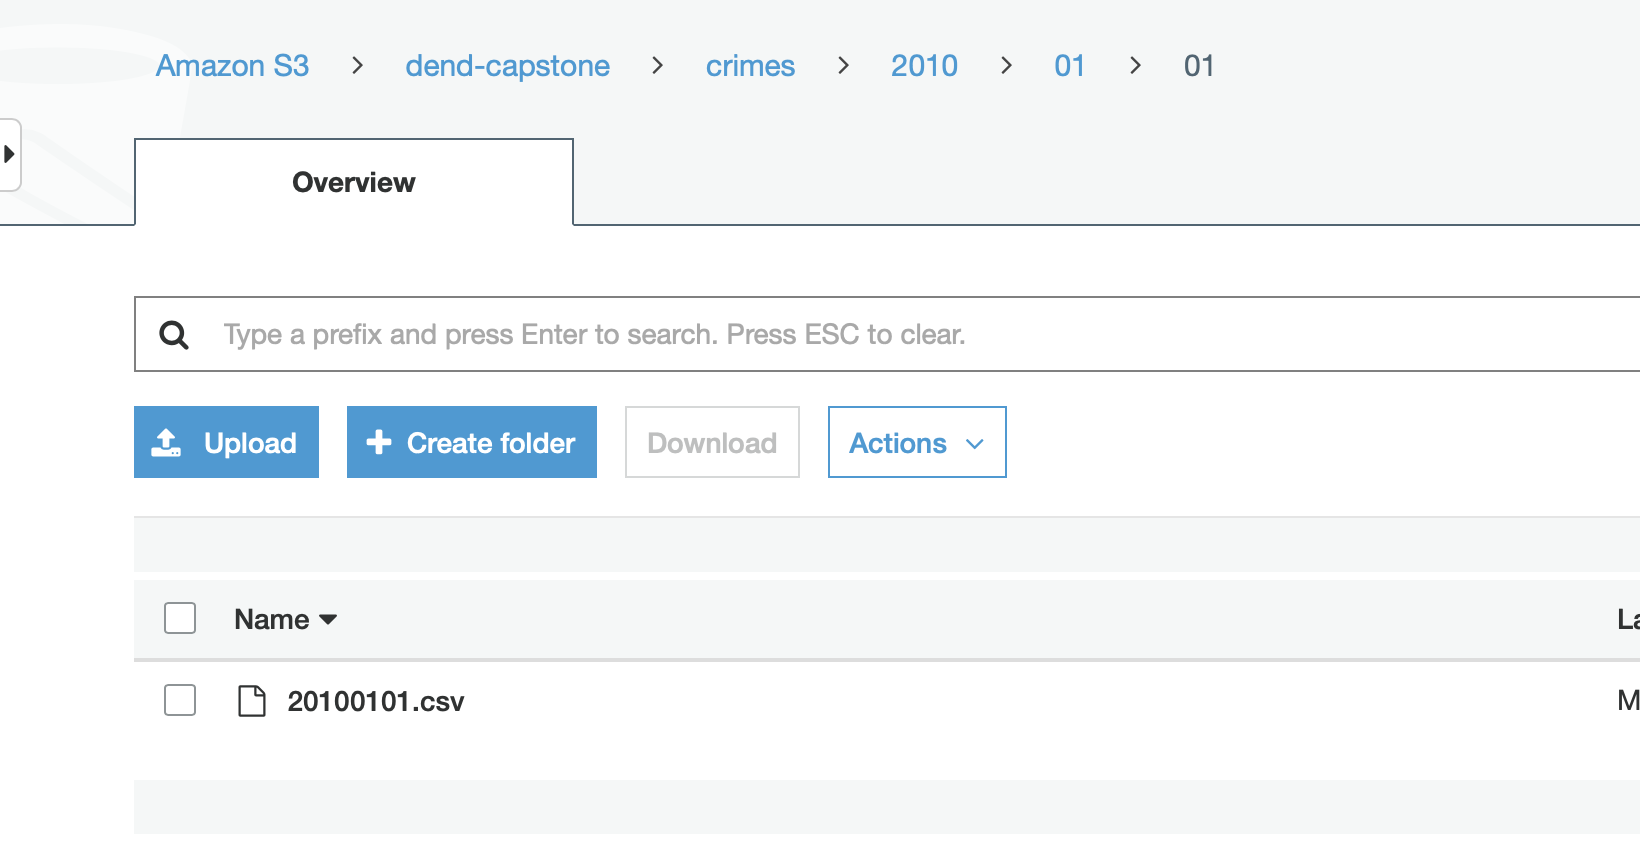 Amazon S3 > dend-capstone > crimes > 2010 > 01 > 01
Overview
Type a prefix and press Enter to search. Press ESC to clear.
Upload Create folder Download Actions
Name
20100101.csv